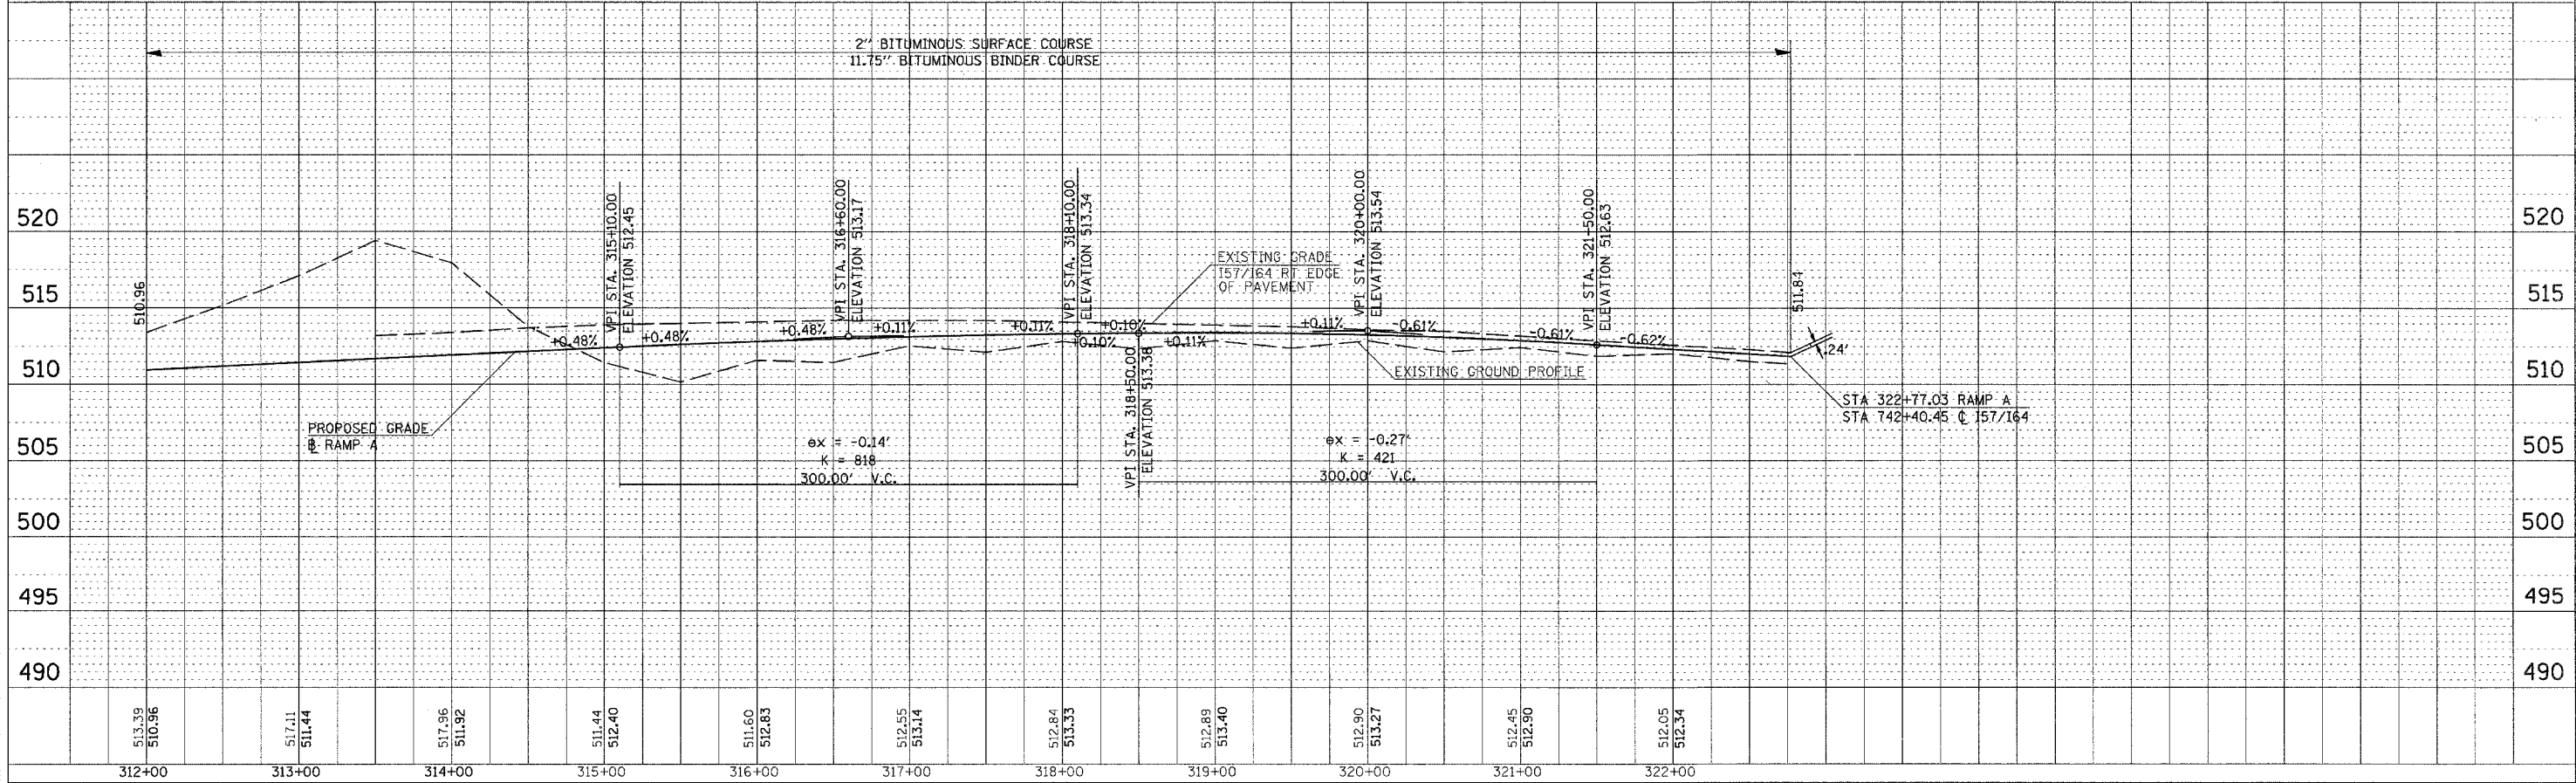 2" BITUMINOUS SURFACE COURSE
11.75" BITUMINOUS BINDER COURSE
520
515
510
505
500
495
490
520
515
510
505
500
495
490
510.96
VPI STA. 315+10.00
ELEVATION 512.45
VPI STA. 316+60.00
ELEVATION 513.17
VPI STA. 318+10.00
ELEVATION 513.34
VPI STA. 318+50.00
ELEVATION 513.38
VPI STA. 320+00.00
ELEVATION 513.54
VPI STA. 321-50.00
ELEVATION 512.63
511.84
EXISTING GRADE
I57/I64 RT EDGE
OF PAVEMENT
+0.48%
+0.48%
+0.48%
+0.11%
+0.11%
+0.10%
+0.10%
+0.11%
+0.11%
-0.61%
-0.61%
-0.62%
.24'
EXISTING GROUND PROFILE
PROPOSED GRADE
℄ RAMP A
STA 322+77.03 RAMP A
STA 742+40.45 ℄ I57/I64
ex = -0.14'
K = 818
300.00' V.C.
ex = -0.27'
K = 421
300.00' V.C.
513.39
510.96
517.11
511.44
517.96
511.92
511.44
512.40
511.60
512.83
512.55
513.14
512.84
513.33
512.89
513.40
512.90
513.27
512.45
512.90
512.05
512.34
312+00 313+00 314+00 315+00 316+00 317+00 318+00 319+00 320+00 321+00 322+00